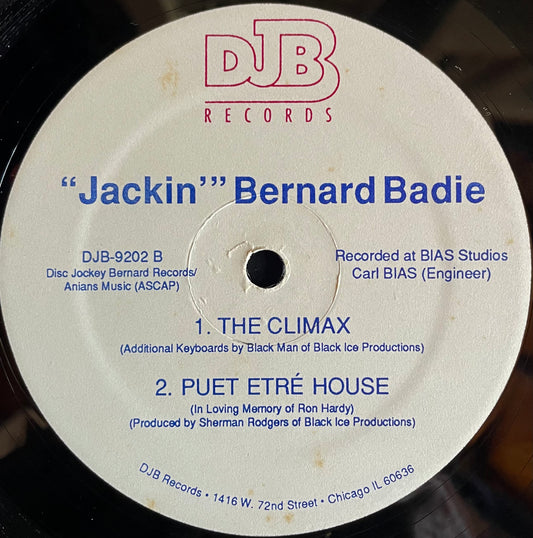 DJB
RECORDS
“Jackin’” Bernard Badie
DJB-9202 B
Disc Jockey Bernard Records/
Anians Music (ASCAP)
Recorded at BIAS Studios
Carl BIAS (Engineer)
1. THE CLIMAX
(Additional Keyboards by Black Man of Black Ice Productions)
2. PUET ETRÉ HOUSE
(In Loving Memory of Ron Hardy)
(Produced by Sherman Rodgers of Black Ice Productions)
DJB Records • 1416 W. 72nd Street • Chicago IL 60636